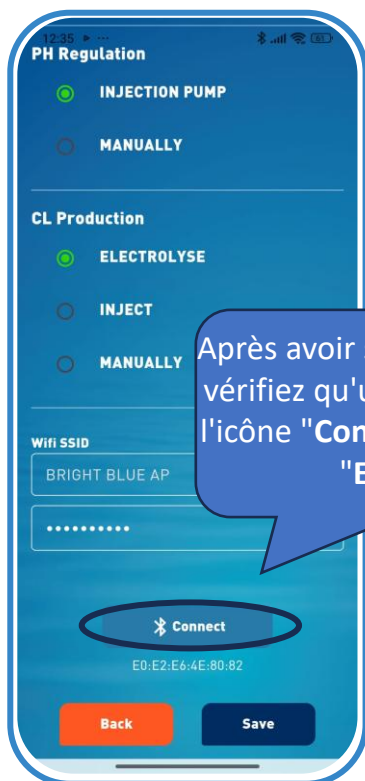 12:35
PH Regulation
INJECTION PUMP
MANUALLY
CL Production
ELECTROLYSE
INJECT
MANUALLY
Après avoir
vérifiez qu'
l'icône "Con
"E
Wifi SSID
BRIGHT BLUE AP
••••••••••
Connect
E0:E2:E6:4E:80:82
Back
Save